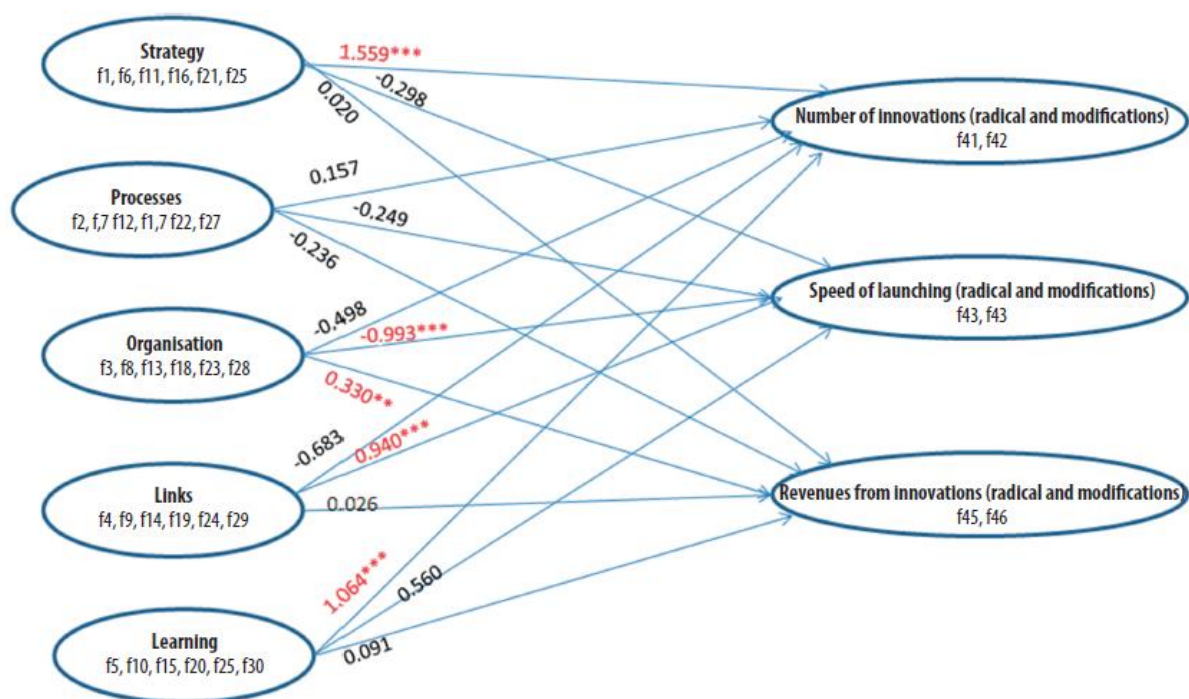 Strategy
f1, f6, f11, f16, f21, f25
1.559***
-0.298
0.020
Number of innovations (radical and modifications)
f41, f42
Processes
f2, f,7 f12, f1,7 f22, f27
0.157
-0.249
-0.236
Speed of launching (radical and modifications)
f43, f43
Organisation
f3, f8, f13, f18, f23, f28
-0.498
-0.993***
0.330**
Links
f4, f9, f14, f19, f24, f29
-0.683
0.940***
0.026
Revenues from innovations (radical and modifications)
f45, f46
Learning
f5, f10, f15, f20, f25, f30
1.064***
0.560
0.091